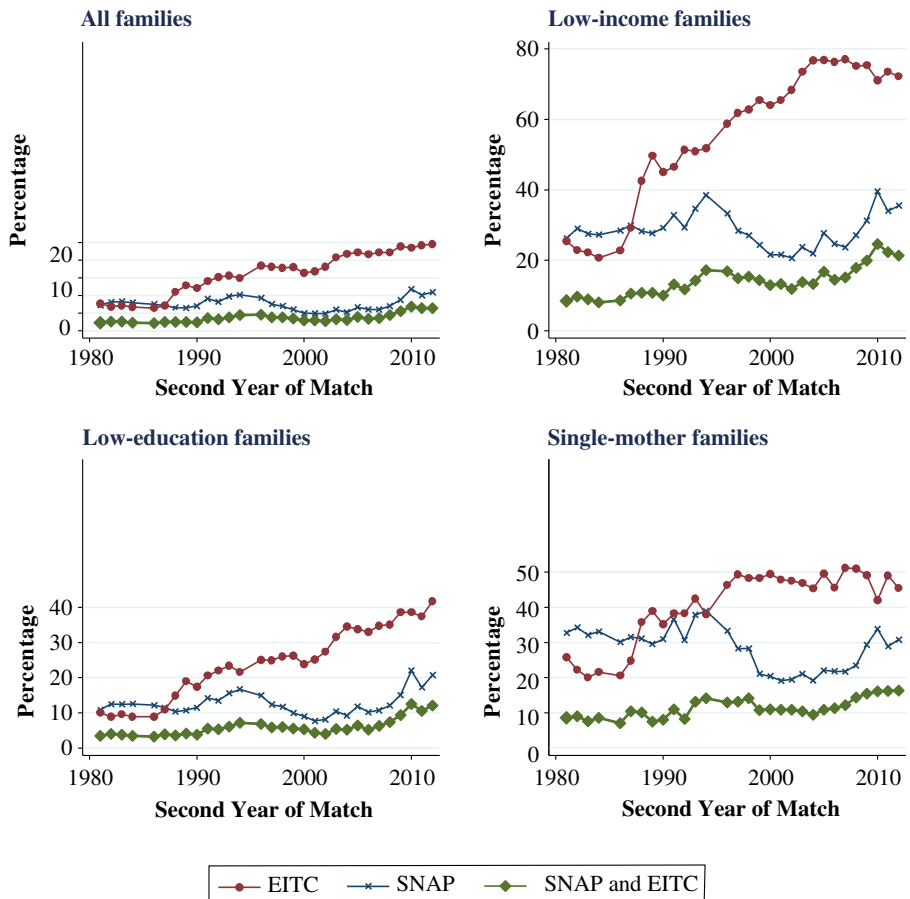 All families
Percentage
20
10
0
1980 1990 2000 2010
Second Year of Match
Low-income families
Percentage
80
60
40
20
0
1980 1990 2000 2010
Second Year of Match
Low-education families
Percentage
40
30
20
10
0
1980 1990 2000 2010
Second Year of Match
Single-mother families
Percentage
50
40
30
20
10
0
1980 1990 2000 2010
Second Year of Match
EITC SNAP SNAP and EITC